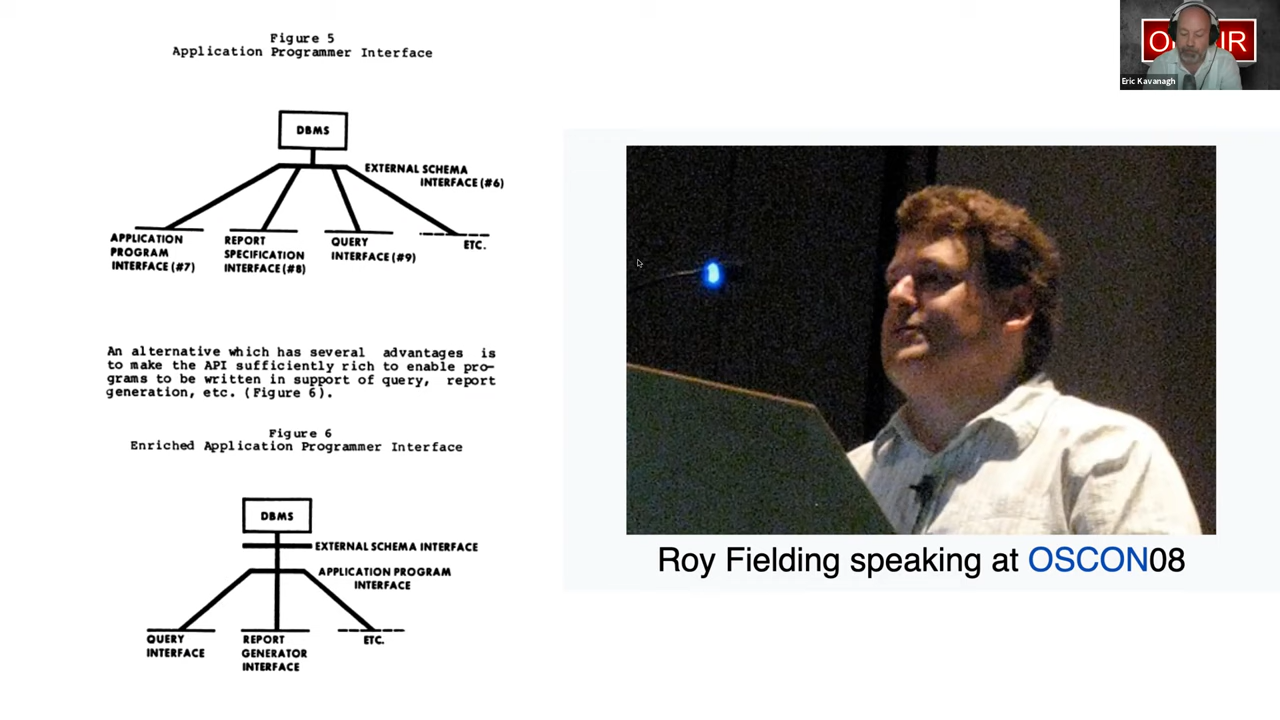 Figure 5
Application Programmer Interface
DBMS
EXTERNAL SCHEMA
INTERFACE (#6)
APPLICATION
PROGRAM
INTERFACE (#7)
REPORT
SPECIFICATION
INTERFACE (#8)
QUERY
INTERFACE (#9)
ETC.
An alternative which has several advantages is
to make the API sufficiently rich to enable pro-
grams to be written in support of query, report
generation, etc. (Figure 6).
Figure 6
Enriched Application Programmer Interface
DBMS
EXTERNAL SCHEMA INTERFACE
APPLICATION PROGRAM
INTERFACE
QUERY
INTERFACE
REPORT
GENERATOR
INTERFACE
ETC.
Roy Fielding speaking at OSCON08
Eric Kavanagh